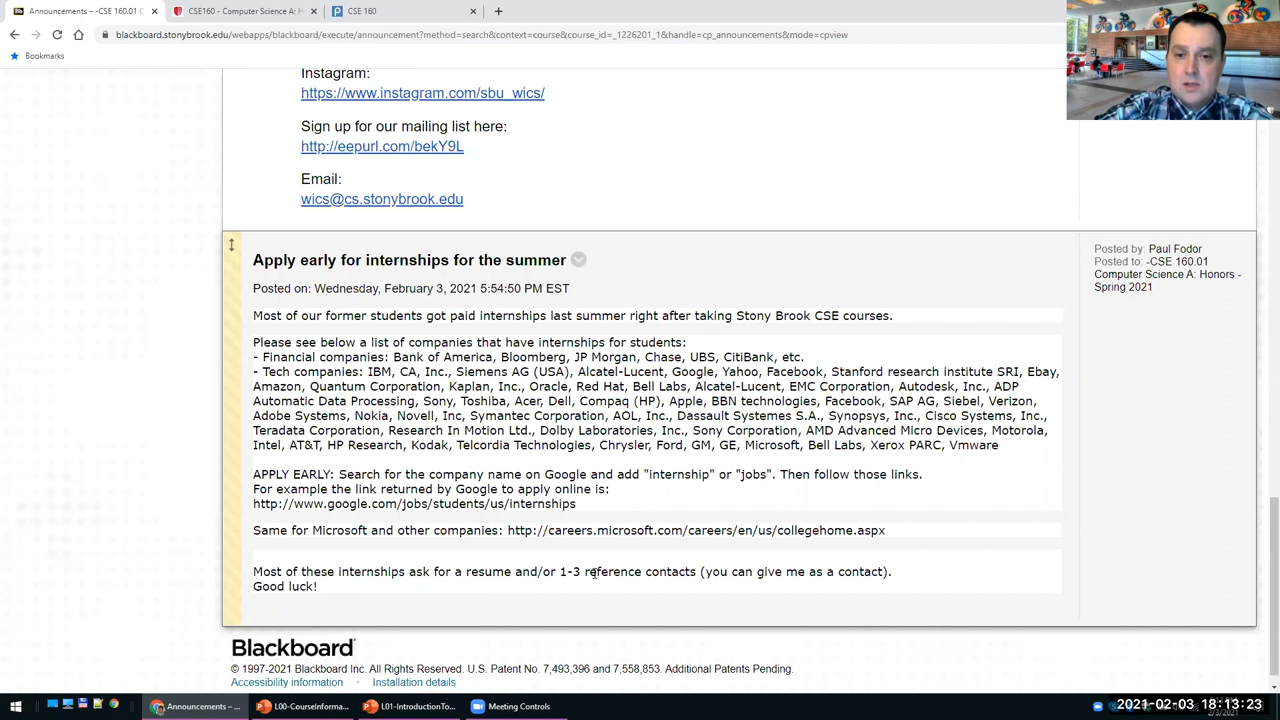 Announcements – -CSE 160.01 C
CSE160 - Computer Science A: H
CSE 160
blackboard.stonybrook.edu/webapps/blackboard/execute/announcement?method=search&context=course&course_id=_1226201_1&handle=cp_announcements&mode=cpview
Bookmarks
Instagram:
https://www.instagram.com/sbu_wics/
Sign up for our mailing list here:
http://eepurl.com/bekY9L
Email:
wics@cs.stonybrook.edu
Apply early for internships for the summer
Posted on: Wednesday, February 3, 2021 5:54:50 PM EST
Posted by: Paul Fodor
Posted to: -CSE 160.01
Computer Science A: Honors -
Spring 2021
Most of our former students got paid internships last summer right after taking Stony Brook CSE courses.
Please see below a list of companies that have internships for students:
- Financial companies: Bank of America, Bloomberg, JP Morgan, Chase, UBS, CitiBank, etc.
- Tech companies: IBM, CA, Inc., Siemens AG (USA), Alcatel-Lucent, Google, Yahoo, Facebook, Stanford research institute SRI, Ebay,
Amazon, Quantum Corporation, Kaplan, Inc., Oracle, Red Hat, Bell Labs, Alcatel-Lucent, EMC Corporation, Autodesk, Inc., ADP
Automatic Data Processing, Sony, Toshiba, Acer, Dell, Compaq (HP), Apple, BBN technologies, Facebook, SAP AG, Siebel, Verizon,
Adobe Systems, Nokia, Novell, Inc, Symantec Corporation, AOL, Inc., Dassault Systemes S.A., Synopsys, Inc., Cisco Systems, Inc.,
Teradata Corporation, Research In Motion Ltd., Dolby Laboratories, Inc., Sony Corporation, AMD Advanced Micro Devices, Motorola,
Intel, AT&T, HP Research, Kodak, Telcordia Technologies, Chrysler, Ford, GM, GE, Microsoft, Bell Labs, Xerox PARC, Vmware
APPLY EARLY: Search for the company name on Google and add "internship" or "jobs". Then follow those links.
For example the link returned by Google to apply online is:
http://www.google.com/jobs/students/us/internships
Same for Microsoft and other companies: http://careers.microsoft.com/careers/en/us/collegehome.aspx
Most of these internships ask for a resume and/or 1-3 reference contacts (you can give me as a contact).
Good luck!
Blackboard
© 1997-2021 Blackboard Inc. All Rights Reserved. U.S. Patent No. 7,493,396 and 7,558,853. Additional Patents Pending.
Accessibility information • Installation details
Announcements – ...
L00-CourseInforma...
L01-IntroductionTo...
Meeting Controls
2021-02-03 18:13:23
2/3/2021